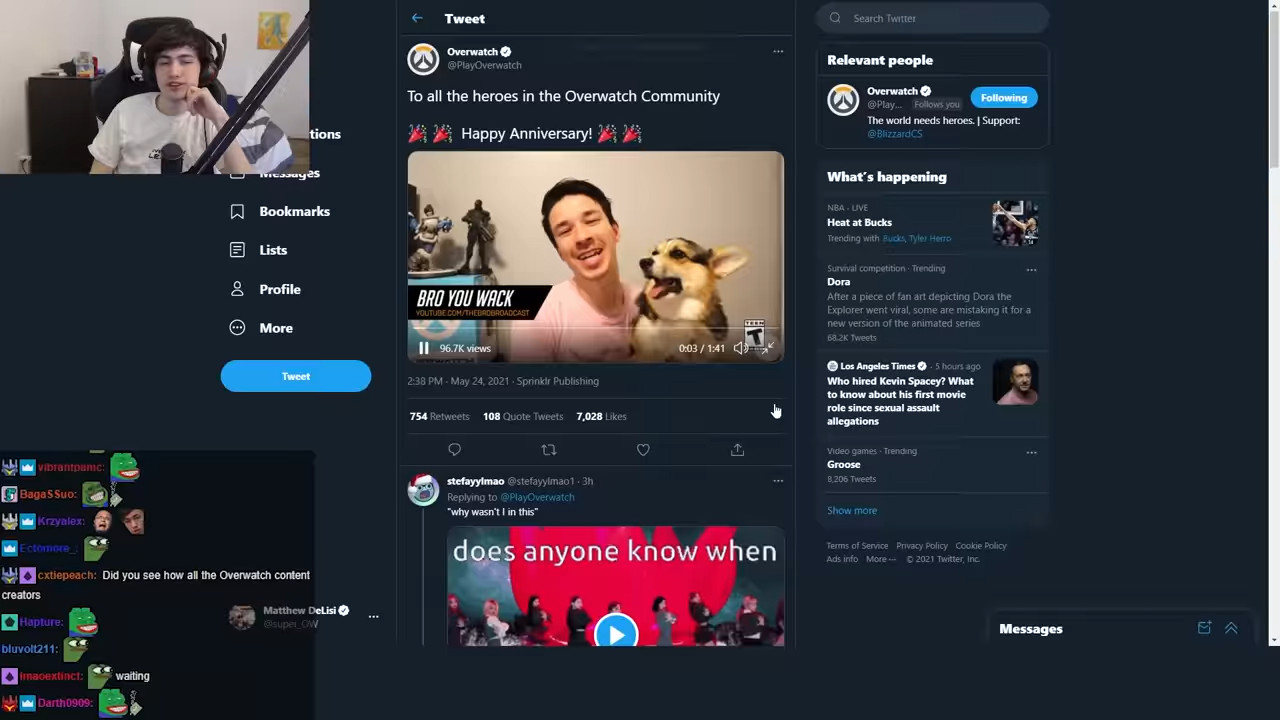 Tweet
Overwatch
@PlayOverwatch
To all the heroes in the Overwatch Community
Happy Anniversary!
BRO YOU WACK
YOUTUBE.COM/THEBROBROADCAST
TEEN
T
96.7K views
0:03 / 1:41
2:38 PM · May 24, 2021 · Sprinklr Publishing
754 Retweets 108 Quote Tweets 7,028 Likes
stefayylmao @stefayylmao1 · 3h
Replying to @PlayOverwatch
"why wasn't I in this"
does anyone know when
tions
Messages
Bookmarks
Lists
Profile
More
Tweet
vibrantpanic:
BagaSSuo:
Krzyalex:
Ectomore_:
cxtiepeach: Did you see how all the Overwatch content
creators
Hapture:
bluvolt211:
lmaoextinct: waiting
Darth0909:
Matthew DeLisi
@super_OW
Search Twitter
Relevant people
Overwatch
@Play... Follows you
Following
The world needs heroes. | Support:
@BlizzardCS
What's happening
NBA · LIVE
Heat at Bucks
Trending with Bucks, Tyler Herro
Survival competition · Trending
Dora
After a piece of fan art depicting Dora the
Explorer went viral, some are mistaking it for a
new version of the animated series
68.2K Tweets
Los Angeles Times · 5 hours ago
Who hired Kevin Spacey? What
to know about his first movie
role since sexual assault
allegations
Video games · Trending
Groose
8,206 Tweets
Show more
Terms of Service Privacy Policy Cookie Policy
Ads info More ··· © 2021 Twitter, Inc.
Messages